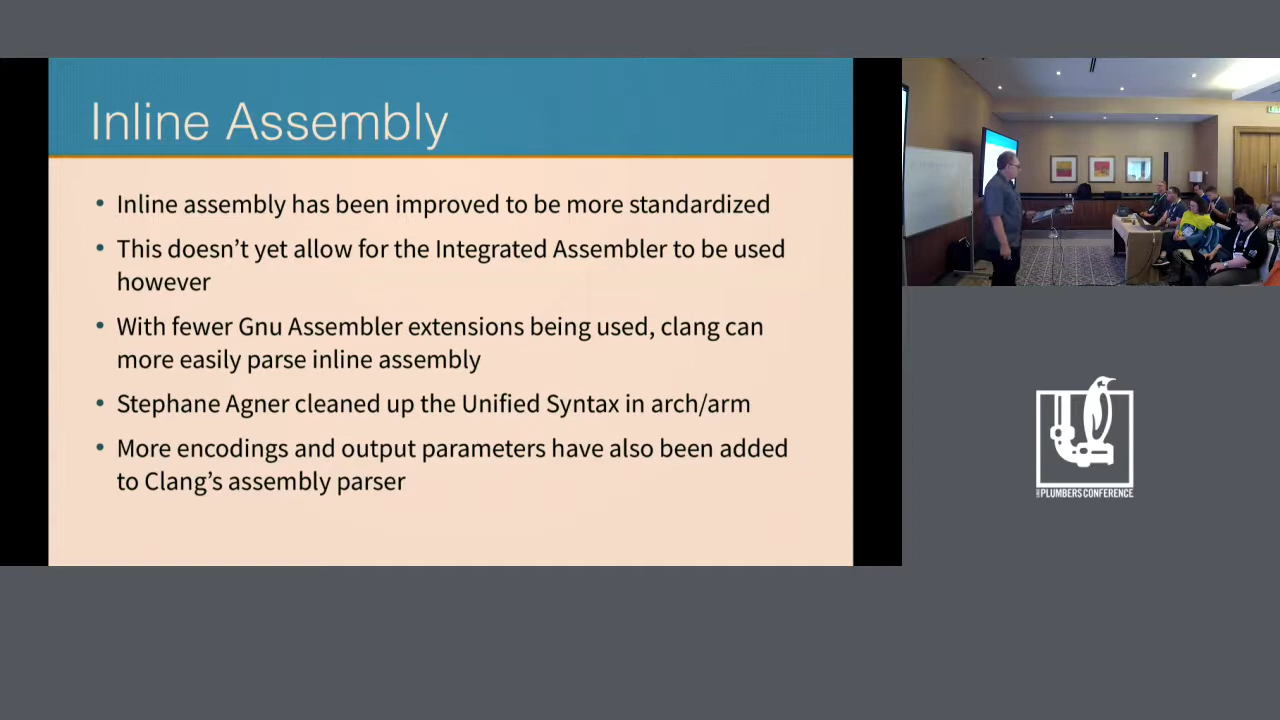 Inline Assembly
• Inline assembly has been improved to be more standardized
• This doesn't yet allow for the Integrated Assembler to be used
however
• With fewer Gnu Assembler extensions being used, clang can
more easily parse inline assembly
• Stephane Agner cleaned up the Unified Syntax in arch/arm
• More encodings and output parameters have also been added
to Clang's assembly parser
PLUMBERS CONFERENCE